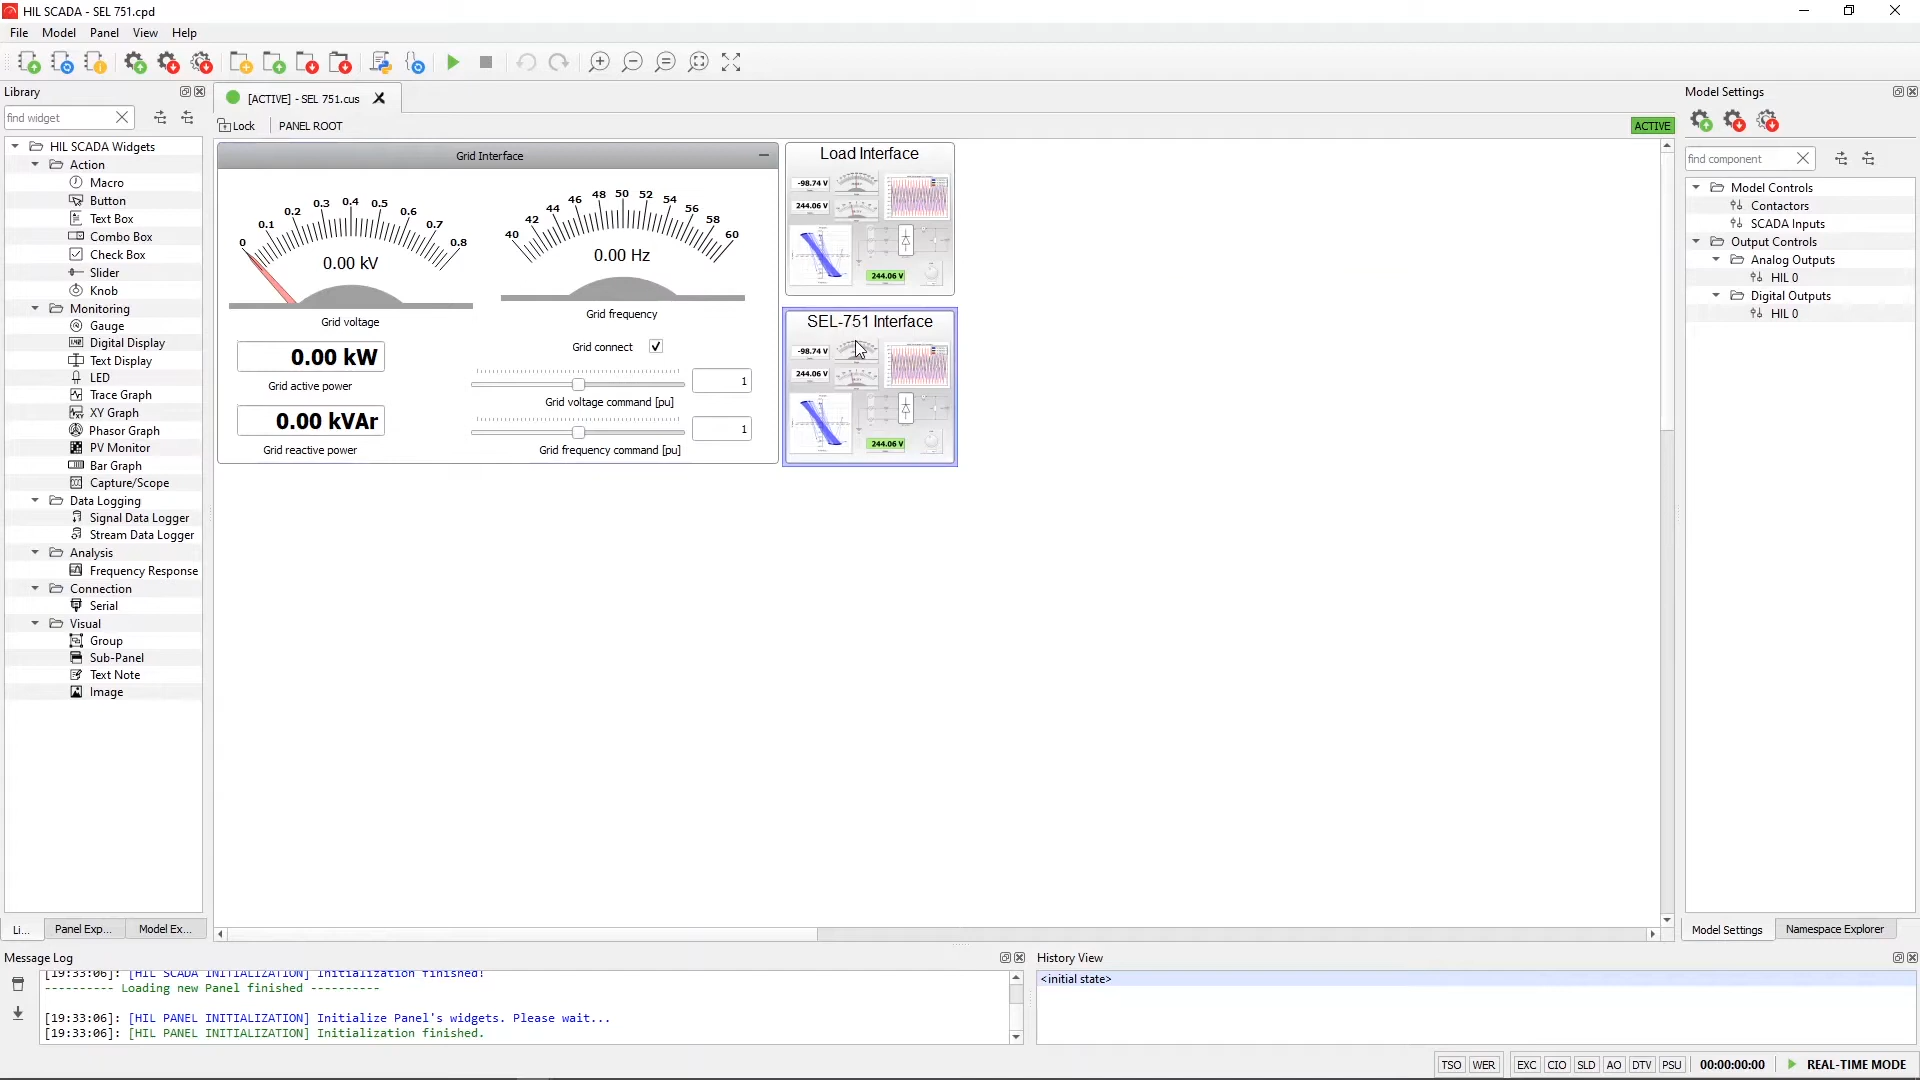 HIL SCADA - SEL 751.cpd
File Model Panel View Help
Library
find widget
HIL SCADA Widgets
Action
Macro
Button
Text Box
Combo Box
Check Box
Slider
Knob
Monitoring
Gauge
Digital Display
Text Display
LED
Trace Graph
XY Graph
Phasor Graph
PV Monitor
Bar Graph
Capture/Scope
Data Logging
Signal Data Logger
Stream Data Logger
Analysis
Frequency Response
Connection
Serial
Visual
Group
Sub-Panel
Text Note
Image
Li... Panel Exp... Model Ex...
[ACTIVE] - SEL 751.cus
Lock PANEL ROOT ACTIVE
Grid Interface
0 0.1 0.2 0.3 0.4 0.5 0.6 0.7 0.8
0.00 kV
Grid voltage
40 42 44 46 48 50 52 54 56 58 60
0.00 Hz
Grid frequency
0.00 kW
Grid active power
0.00 kVAr
Grid reactive power
Grid connect
1
Grid voltage command [pu]
1
Grid frequency command [pu]
Load Interface
-98.74 V
244.06 V
244.06 V
SEL-751 Interface
-98.74 V
244.06 V
244.06 V
Model Settings
find component
Model Controls
Contactors
SCADA Inputs
Output Controls
Analog Outputs
HIL 0
Digital Outputs
HIL 0
Model Settings Namespace Explorer
Message Log
[19:33:06]: [HIL SCADA INITIALIZATION] Initialization finished!
---------- Loading new Panel finished ----------
[19:33:06]: [HIL PANEL INITIALIZATION] Initialize Panel's widgets. Please wait...
[19:33:06]: [HIL PANEL INITIALIZATION] Initialization finished.
History View
<initial state>
TSO WER EXC CIO SLD AO DTV PSU 00:00:00:00 REAL-TIME MODE